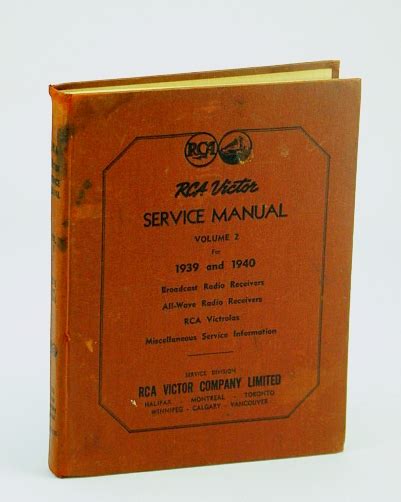 RCA
RCA Victor
SERVICE MANUAL
VOLUME 2
For
1939 and 1940
Broadcast Radio Receivers
All-Wave Radio Receivers
RCA Victrolas
Miscellaneous Service Information
SERVICE DIVISION
RCA VICTOR COMPANY LIMITED
HALIFAX - MONTREAL - TORONTO
WINNIPEG - CALGARY - VANCOUVER